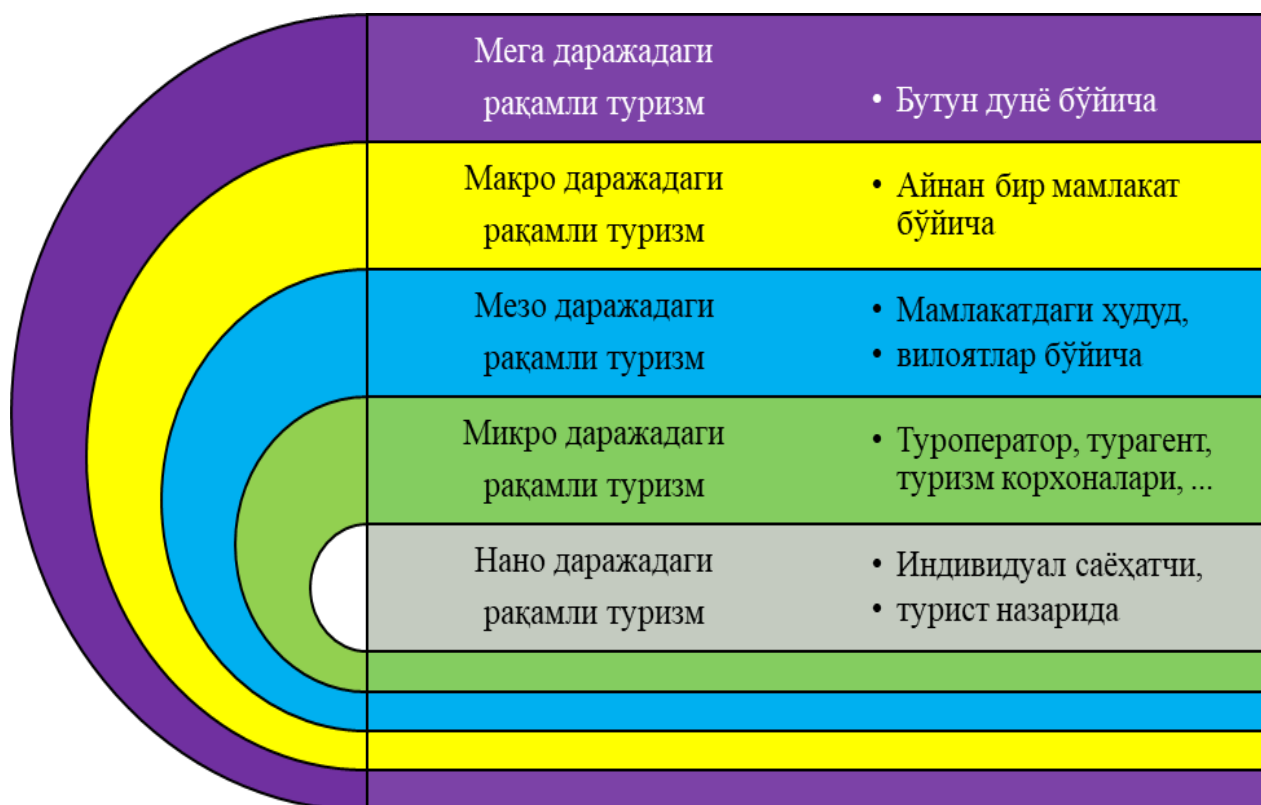 Мега даражадаги
рақамли туризм
• Бутун дунё бўйича
Макро даражадаги
рақамли туризм
• Айнан бир мамлакат
бўйича
Мезо даражадаги
рақамли туризм
• Мамлакатдаги ҳудуд,
• вилоятлар бўйича
Микро даражадаги
рақамли туризм
• Туроператор, турагент,
туризм корхоналари, ...
Нано даражадаги
рақамли туризм
• Индивидуал саёҳатчи,
• турист назарида